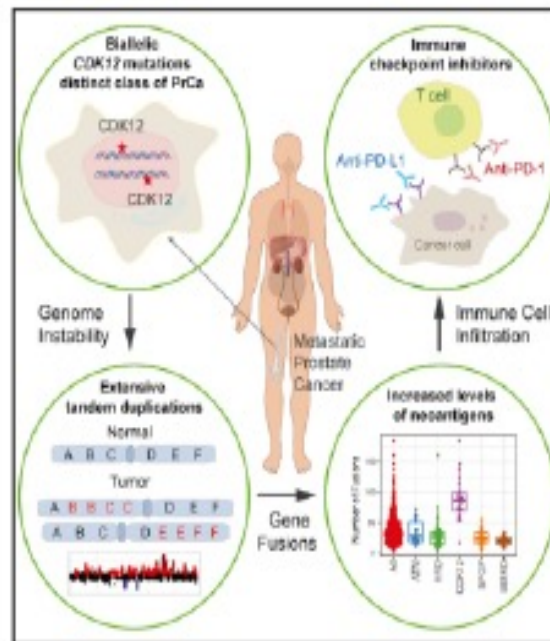 Biallelic
CDK12 mutations
distinct class of PrCa
CDK12
CDK12
Immune
checkpoint inhibitors
T cell
Anti-PD-L1
Anti-PD-1
Cancer cell
Genome
Instability
Metastatic
Prostate
Cancer
Immune Cell
Infiltration
Extensive
tandem duplications
Normal
A B C D E F
Tumor
A B B C C D E F
A B C D E E F F
Gene
Fusions
Increased levels
of neoantigens
Number of Fusions
CDK12